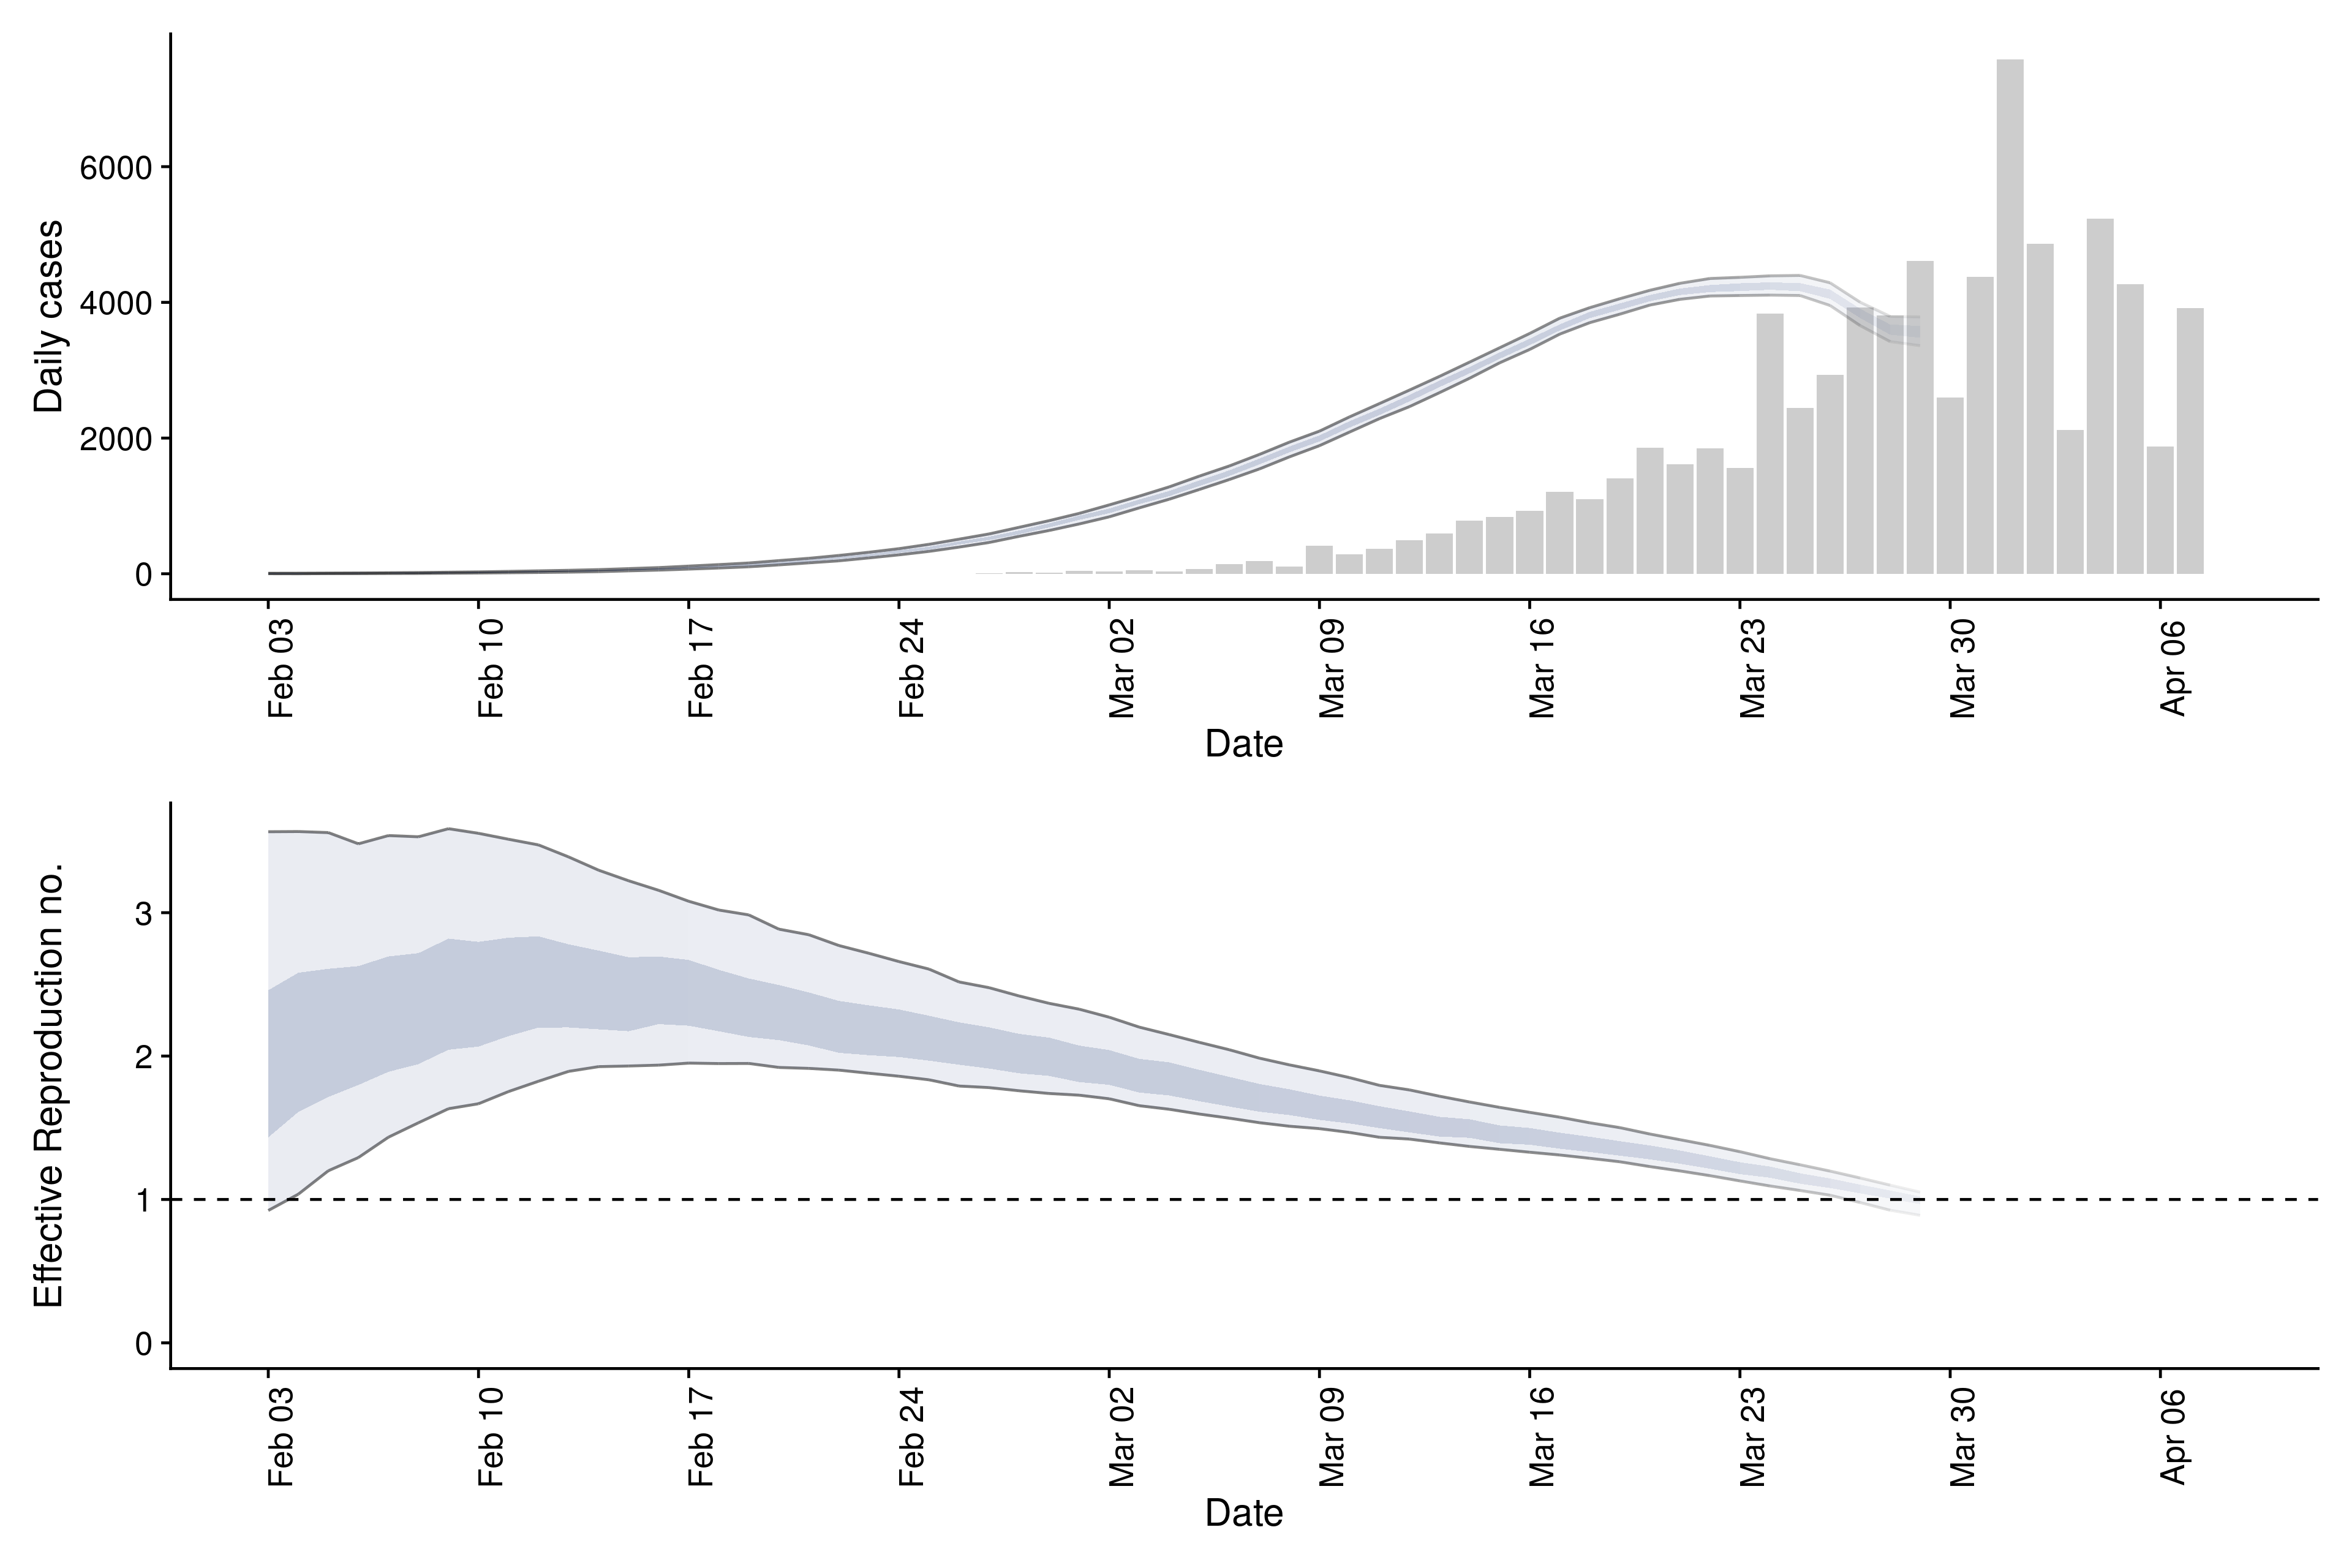 Daily cases
6000
4000
2000
0
Feb 03
Feb 10
Feb 17
Feb 24
Mar 02
Mar 09
Mar 16
Mar 23
Mar 30
Apr 06
Date
Effective Reproduction no.
3
2
1
0
Feb 03
Feb 10
Feb 17
Feb 24
Mar 02
Mar 09
Mar 16
Mar 23
Mar 30
Apr 06
Date